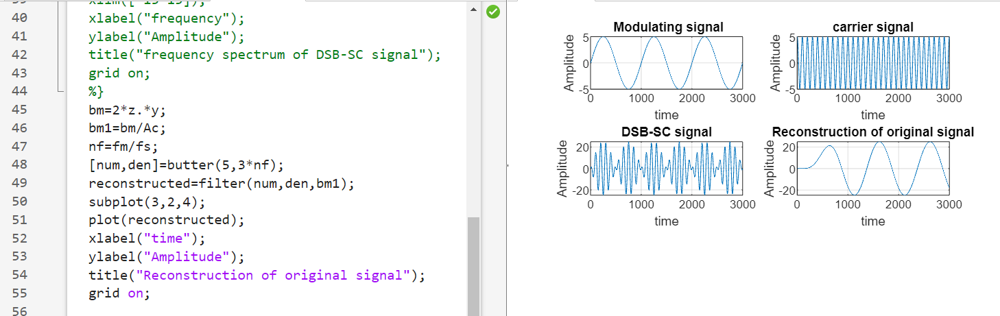 40 xlabel("frequency");
41 ylabel("Amplitude");
42 title("frequency spectrum of DSB-SC signal");
43 grid on;
44 %}
45 bm=2*z.*y;
46 bm1=bm/Ac;
47 nf=fm/fs;
48 [num,den]=butter(5,3*nf);
49 reconstructed=filter(num,den,bm1);
50 subplot(3,2,4);
51 plot(reconstructed);
52 xlabel("time");
53 ylabel("Amplitude");
54 title("Reconstruction of original signal");
55 grid on;
56
Modulating signal
Amplitude
5
0
-5
0 1000 2000 3000
time
carrier signal
Amplitude
5
0
-5
0 1000 2000 3000
time
DSB-SC signal
Amplitude
20
0
-20
0 1000 2000 3000
time
Reconstruction of original signal
Amplitude
20
0
-20
0 1000 2000 3000
time